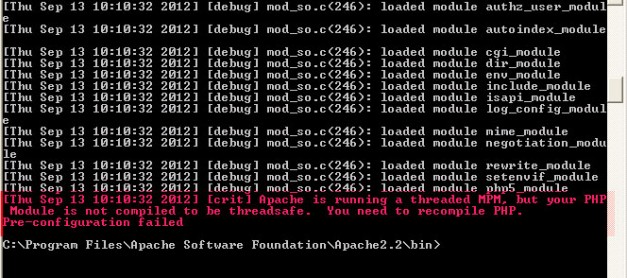 [Thu Sep 13 10:10:32 2012] [debug] mod_so.c(246): loaded module authz_user_modul
e
[Thu Sep 13 10:10:32 2012] [debug] mod_so.c(246): loaded module autoindex_module
[Thu Sep 13 10:10:32 2012] [debug] mod_so.c(246): loaded module cgi_module
[Thu Sep 13 10:10:32 2012] [debug] mod_so.c(246): loaded module dir_module
[Thu Sep 13 10:10:32 2012] [debug] mod_so.c(246): loaded module env_module
[Thu Sep 13 10:10:32 2012] [debug] mod_so.c(246): loaded module include_module
[Thu Sep 13 10:10:32 2012] [debug] mod_so.c(246): loaded module isapi_module
[Thu Sep 13 10:10:32 2012] [debug] mod_so.c(246): loaded module log_config_modul
e
[Thu Sep 13 10:10:32 2012] [debug] mod_so.c(246): loaded module mime_module
[Thu Sep 13 10:10:32 2012] [debug] mod_so.c(246): loaded module negotiation_modu
le
[Thu Sep 13 10:10:32 2012] [debug] mod_so.c(246): loaded module rewrite_module
[Thu Sep 13 10:10:32 2012] [debug] mod_so.c(246): loaded module setenvif_module
[Thu Sep 13 10:10:32 2012] [debug] mod_so.c(246): loaded module php5_module
[Thu Sep 13 10:10:32 2012] [crit] Apache is running a threaded MPM, but your PHP
Module is not compiled to be threadsafe.  You need to recompile PHP.
Pre-configuration failed
C:\Program Files\Apache Software Foundation\Apache2.2\bin>